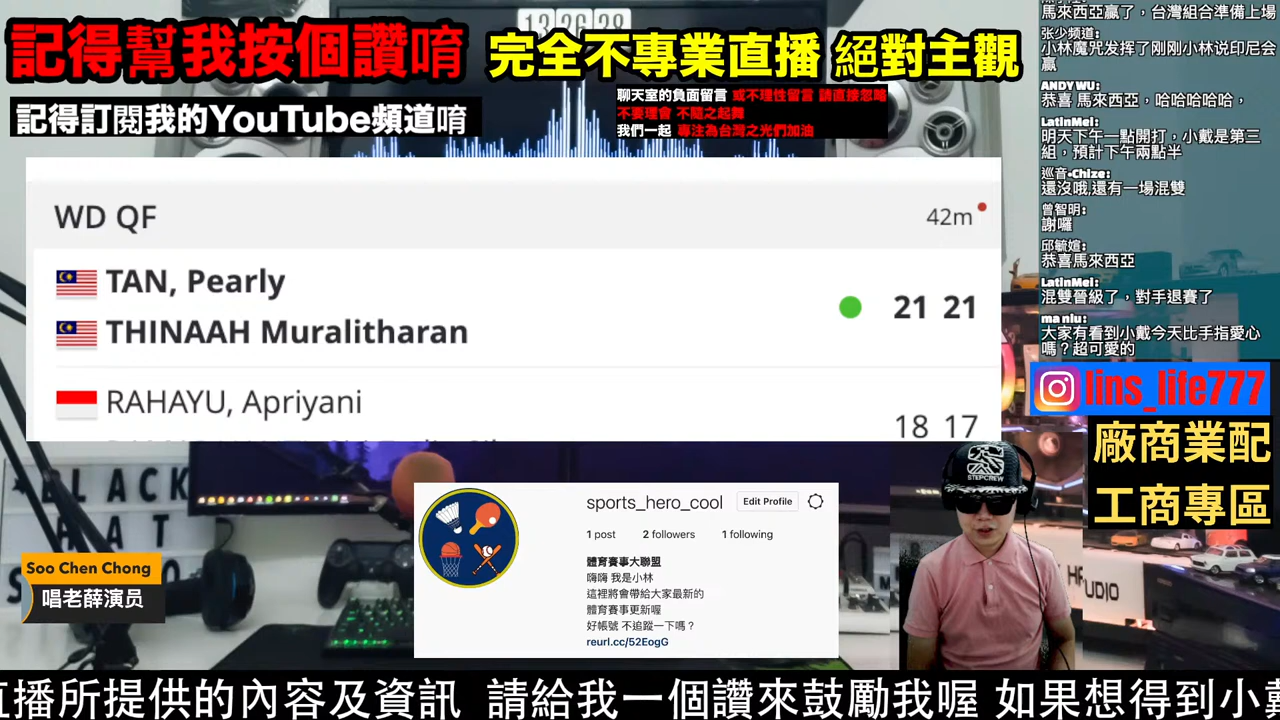 13 26 28
記得幫我按個讚唷
完全不專業直播 絕對主觀
記得訂閱我的YouTube頻道唷
聊天室的負面留言 或不理性留言 請直接忽略
不要理會 不隨之起舞
我們一起 專注為台灣之光們加油
WD QF
42m
TAN, Pearly
THINAAH Muralitharan
21 21
RAHAYU, Apriyani
18 17
馬來西亞贏了，台灣組合準備上場
张少頻道:
小林魔咒发挥了刚刚小林说印尼会
赢
ANDY WU:
恭喜 馬來西亞，哈哈哈哈哈，
LatinMei:
明天下午一點開打，小戴是第三
組，預計下午兩點半
巡音•Chize:
還沒哦,還有一場混雙
曾智明:
謝囉
邱毓媗:
恭喜馬來西亞
LatinMei:
混雙晉級了，對手退賽了
ma niu:
大家有看到小戴今天比手指愛心
嗎？超可愛的
lins_life777
廠商業配
工商專區
STEPCREW
BLACK
HAT
Soo Chen Chong
唱老薛演员
sports_hero_cool
Edit Profile
1 post 2 followers 1 following
體育賽事大聯盟
嗨嗨 我是小林
這裡將會帶給大家最新的
體育賽事更新喔
好帳號 不追蹤一下嗎？
reurl.cc/52EogG
直播所提供的內容及資訊 請給我一個讚來鼓勵我喔 如果想得到小戴